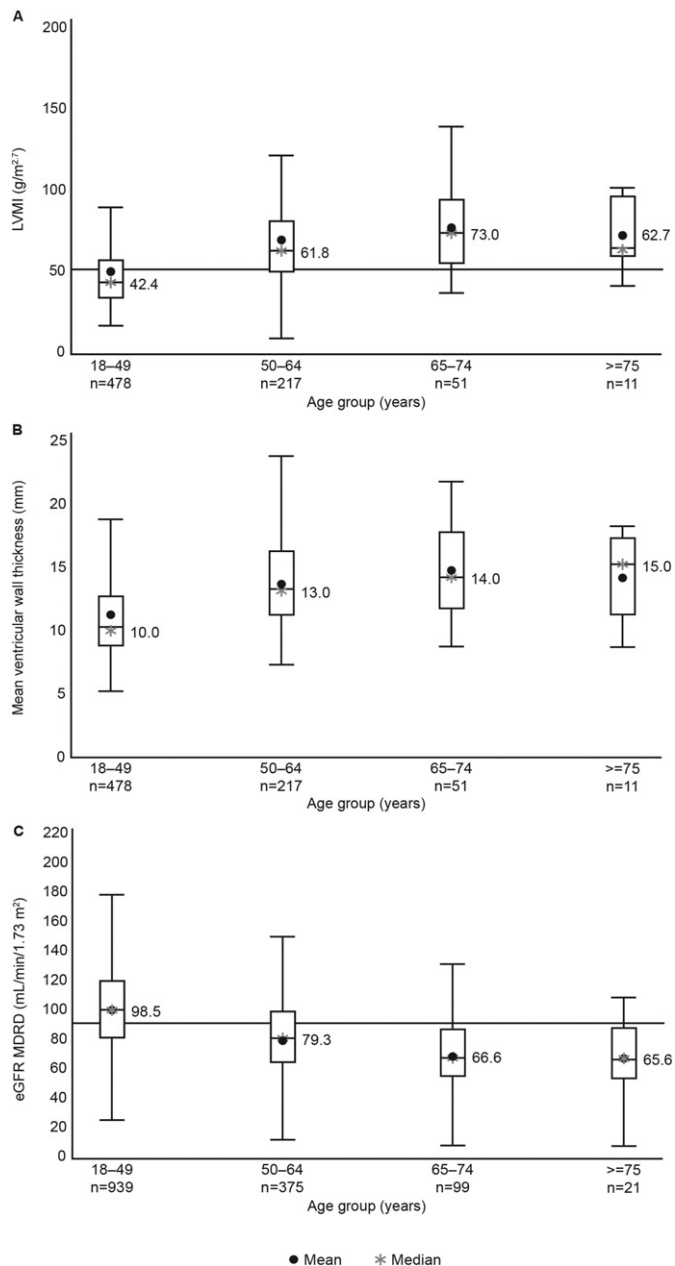 A
LVMI (g/m2.7)
200
150
100
50
0
42.4
61.8
73.0
62.7
18–49
50–64
65–74
>=75
n=478
n=217
n=51
n=11
Age group (years)
B
Mean ventricular wall thickness (mm)
25
20
15
10
5
0
10.0
13.0
14.0
15.0
18–49
50–64
65–74
>=75
n=478
n=217
n=51
n=11
Age group (years)
C
eGFR MDRD (mL/min/1.73 m2)
220
200
180
160
140
120
100
80
60
40
20
0
98.5
79.3
66.6
65.6
18–49
50–64
65–74
>=75
n=939
n=375
n=99
n=21
Age group (years)
Mean
Median